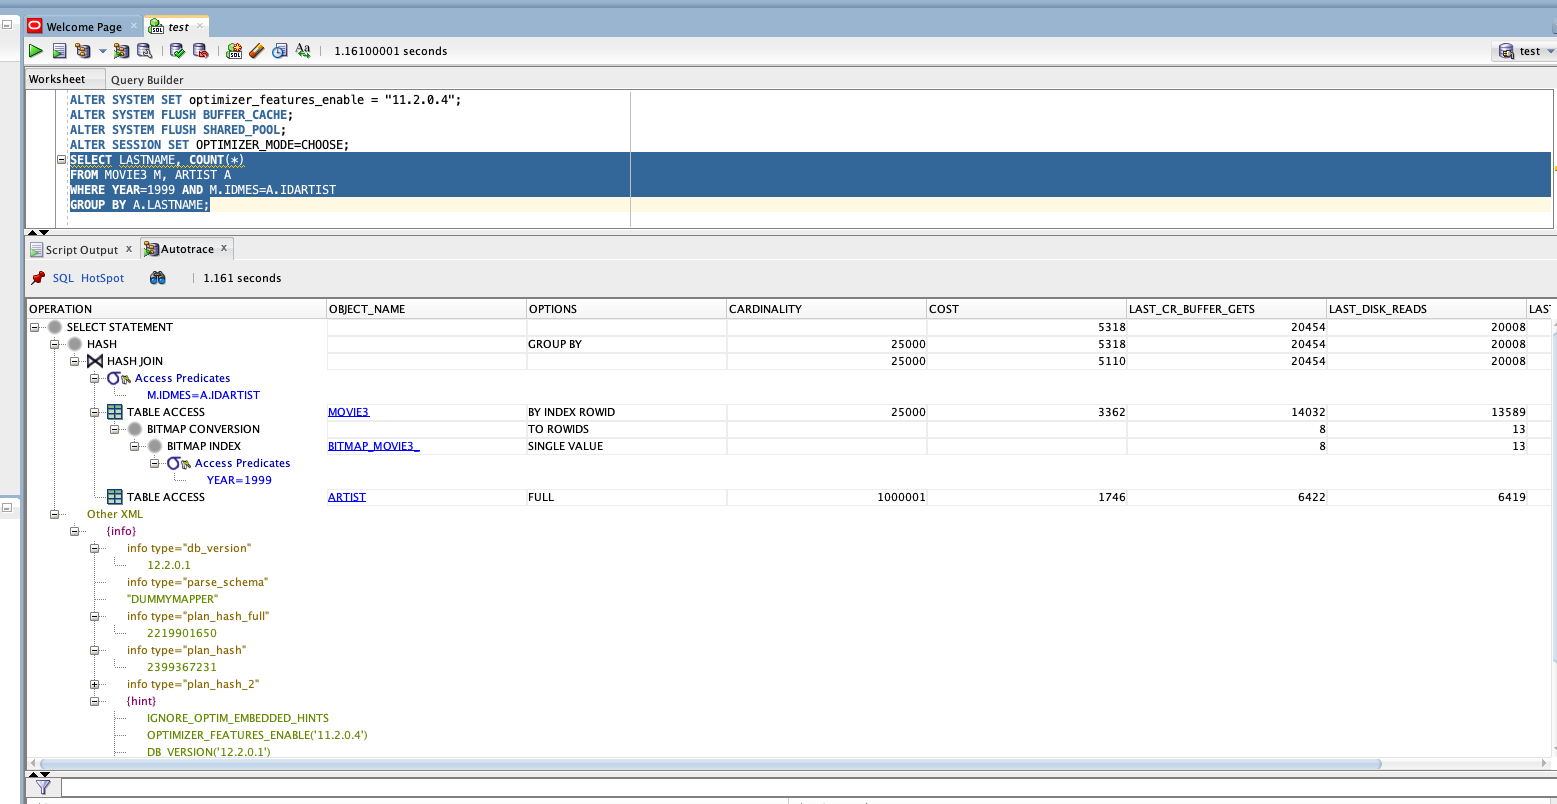 Welcome Page × test ×
1.16100001 seconds test
Worksheet Query Builder
ALTER SYSTEM SET optimizer_features_enable = "11.2.0.4";
ALTER SYSTEM FLUSH BUFFER_CACHE;
ALTER SYSTEM FLUSH SHARED_POOL;
ALTER SESSION SET OPTIMIZER_MODE=CHOOSE;
SELECT LASTNAME, COUNT(*)
FROM MOVIE3 M, ARTIST A
WHERE YEAR=1999 AND M.IDMES=A.IDARTIST
GROUP BY A.LASTNAME;
Script Output × Autotrace ×
SQL HotSpot 1.161 seconds
OPERATION OBJECT_NAME OPTIONS CARDINALITY COST LAST_CR_BUFFER_GETS LAST_DISK_READS LAST
SELECT STATEMENT 5318 20454 20008
HASH GROUP BY 25000 5318 20454 20008
HASH JOIN 25000 5110 20454 20008
Access Predicates
M.IDMES=A.IDARTIST
TABLE ACCESS MOVIE3 BY INDEX ROWID 25000 3362 14032 13589
BITMAP CONVERSION TO ROWIDS 8 13
BITMAP INDEX BITMAP_MOVIE3_ SINGLE VALUE 8 13
Access Predicates
YEAR=1999
TABLE ACCESS ARTIST FULL 1000001 1746 6422 6419
Other XML
{info}
info type="db_version"
12.2.0.1
info type="parse_schema"
"DUMMYMAPPER"
info type="plan_hash_full"
2219901650
info type="plan_hash"
2399367231
info type="plan_hash_2"
{hint}
IGNORE_OPTIM_EMBEDDED_HINTS
OPTIMIZER_FEATURES_ENABLE('11.2.0.4')
DB_VERSION('12.2.0.1')